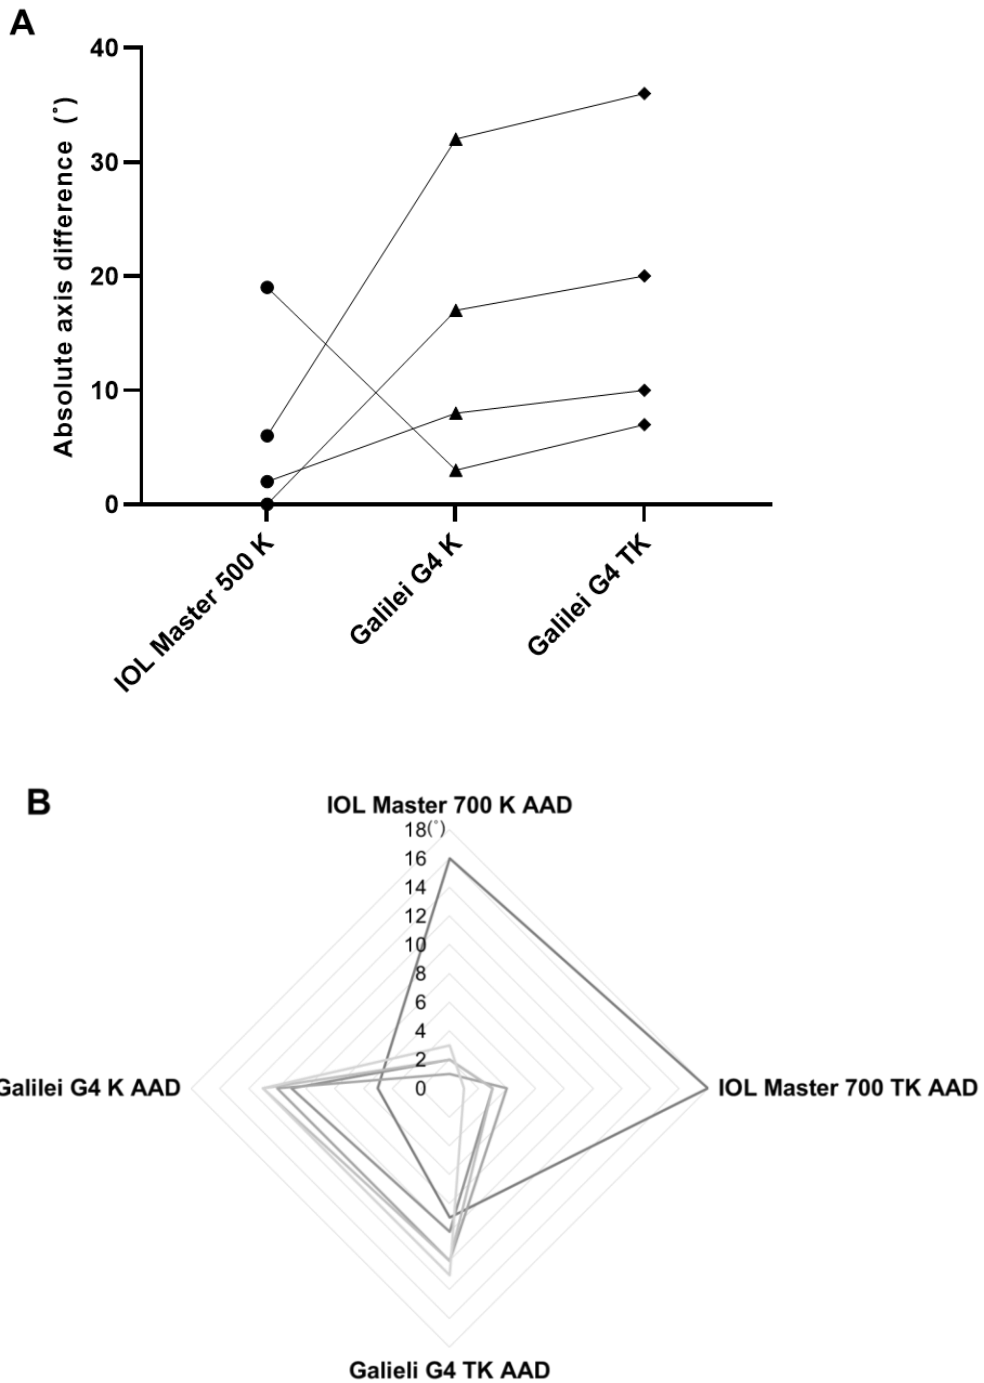 A
40
30
20
10
0
Absolute axis difference (°)
IOL Master 500 K
Galilei G4 K
Galilei G4 TK
B
IOL Master 700 K AAD
18(°)
16
14
12
10
8
6
4
2
0
Galilei G4 K AAD
IOL Master 700 TK AAD
Galieli G4 TK AAD